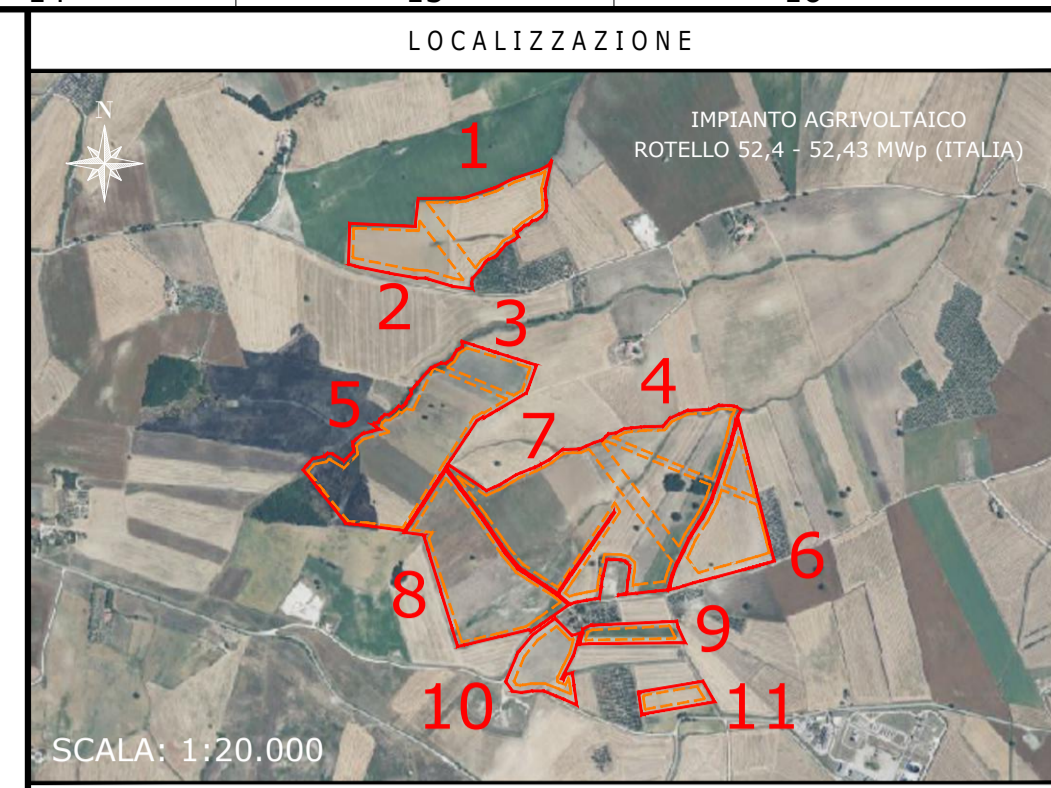 LOCALIZZAZIONE
N
IMPIANTO AGRIVOLTAICO
ROTELLO 52,4 - 52,43 MWp (ITALIA)
1
2
3
4
5
7
6
8
9
10
11
SCALA: 1:20.000